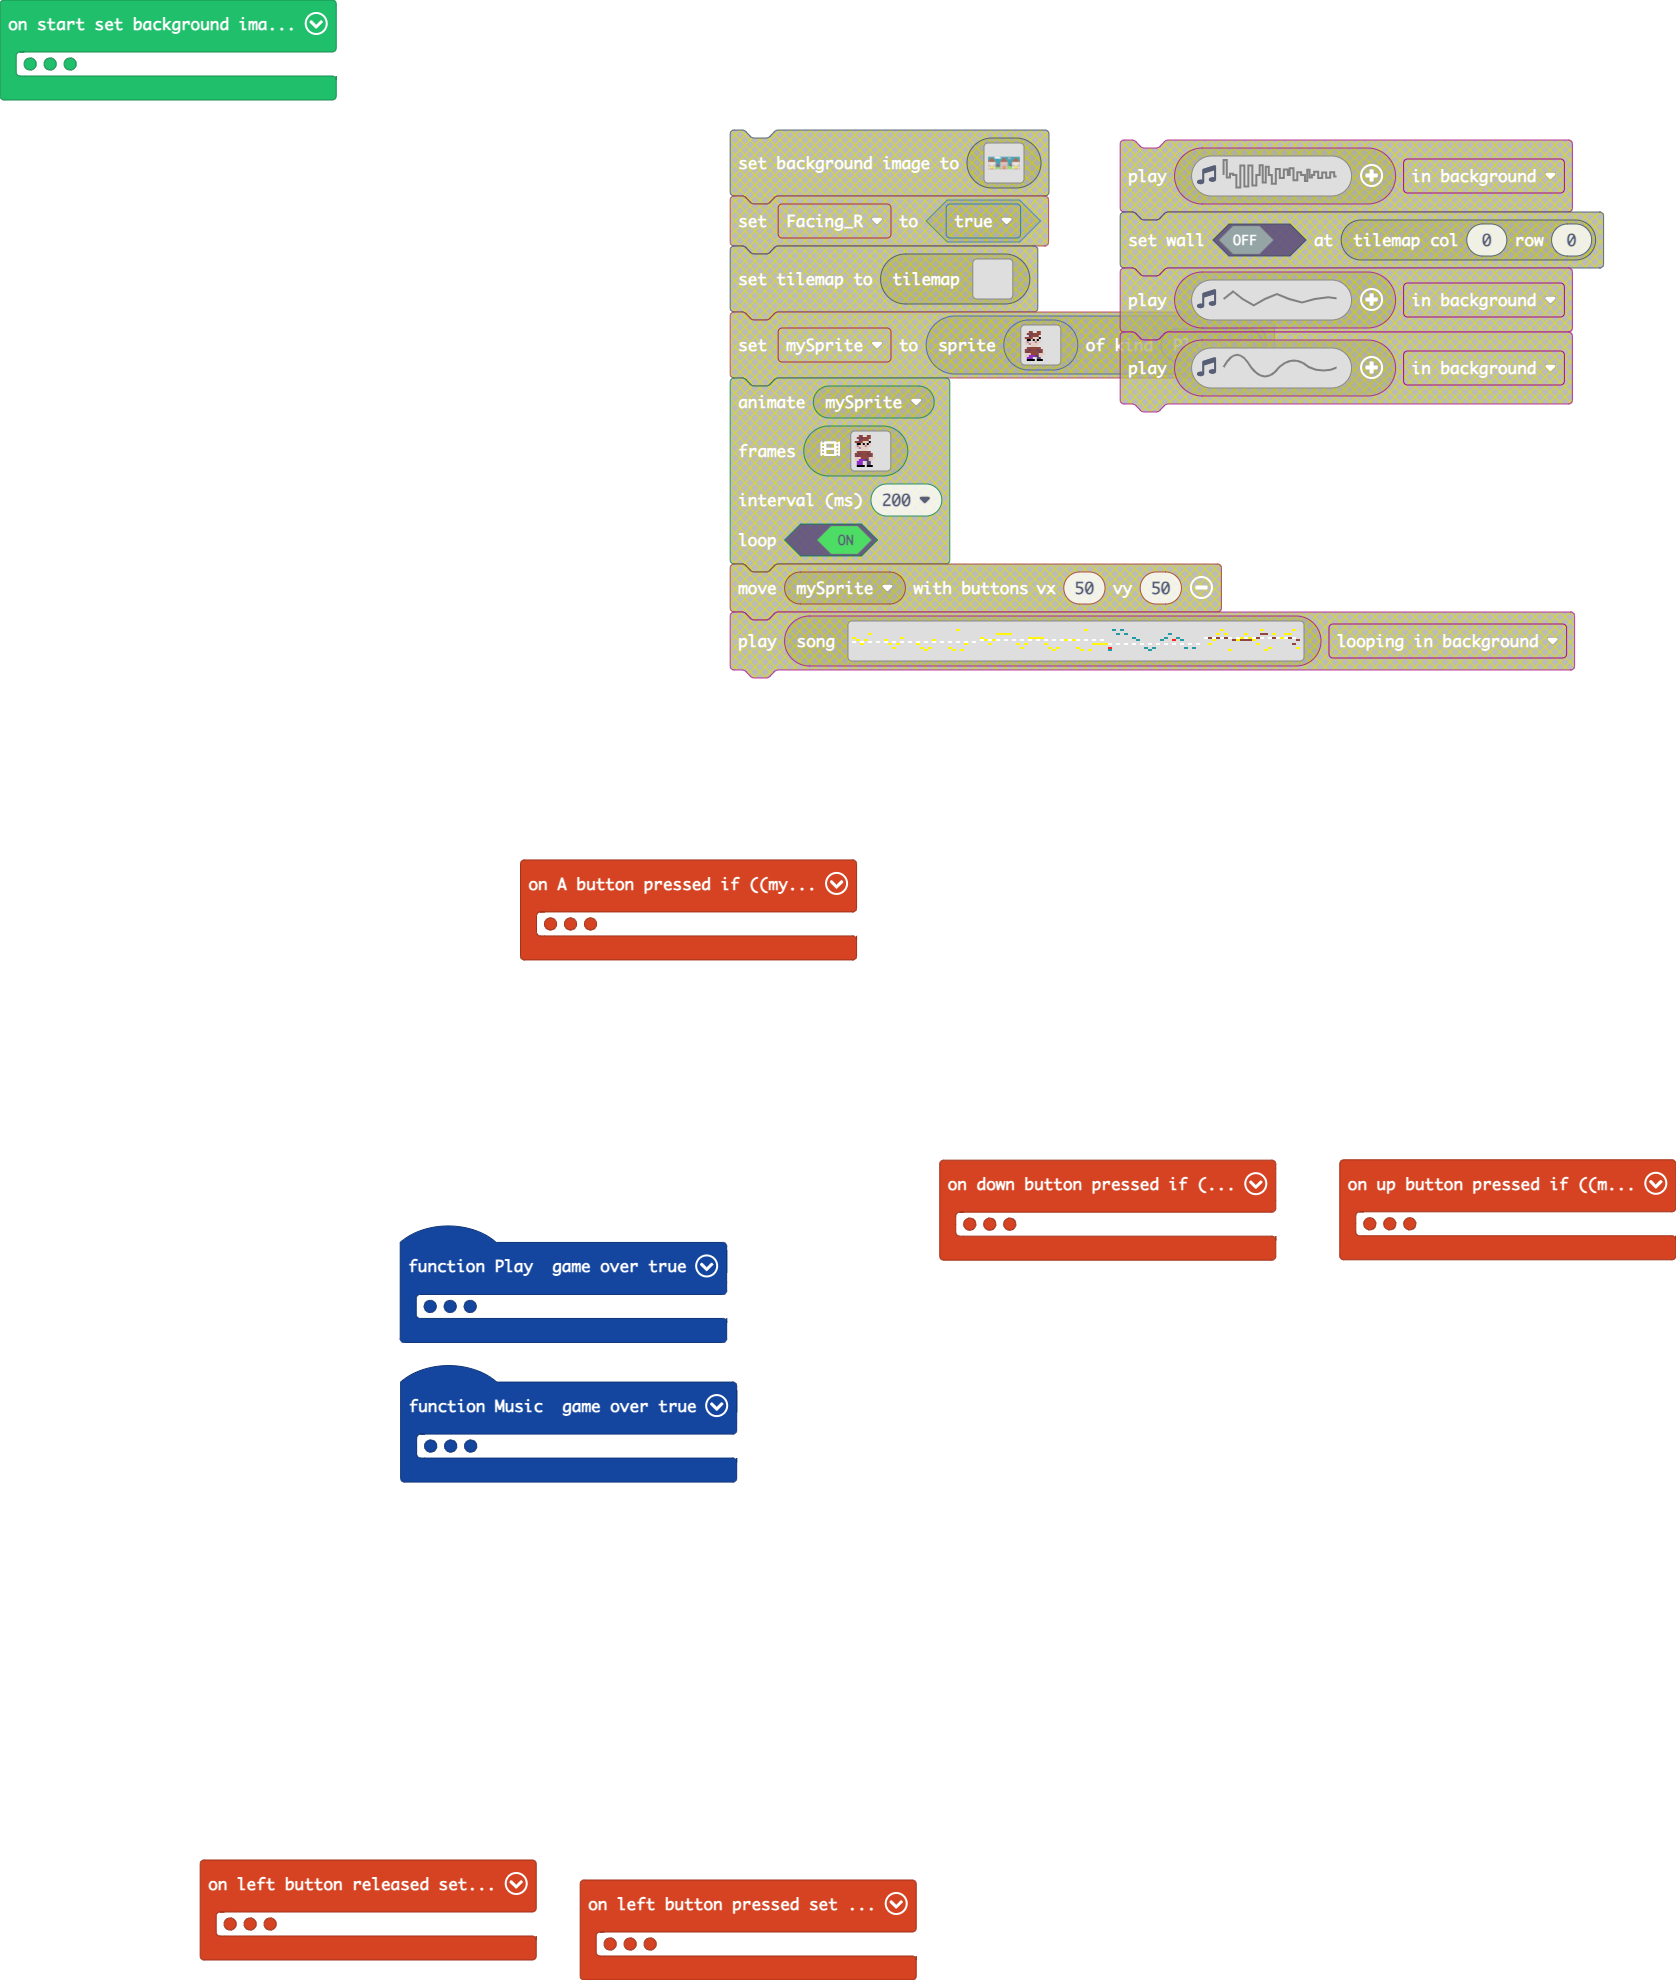 on start set background ima...
set background image to
set Facing_R to true
set tilemap to tilemap
set mySprite to sprite of kind
animate mySprite
frames
interval (ms) 200
loop ON
move mySprite with buttons vx 50 vy 50
play song looping in background
play in background
set wall OFF at tilemap col 0 row 0
play in background
play in background
on A button pressed if ((my...
on down button pressed if (...
on up button pressed if ((m...
function Play game over true
function Music game over true
on left button released set...
on left button pressed set ...